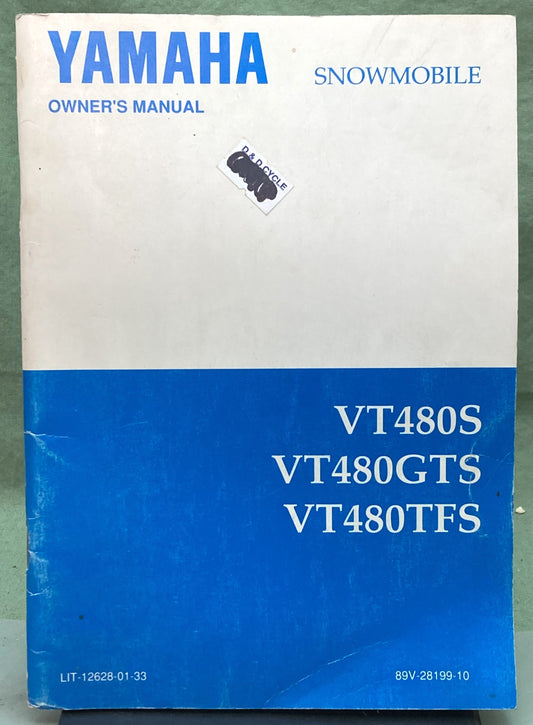 YAMAHA SNOWMOBILE
OWNER'S MANUAL
D & D CYCLE
VT480S
VT480GTS
VT480TFS
LIT-12628-01-33 89V-28199-10